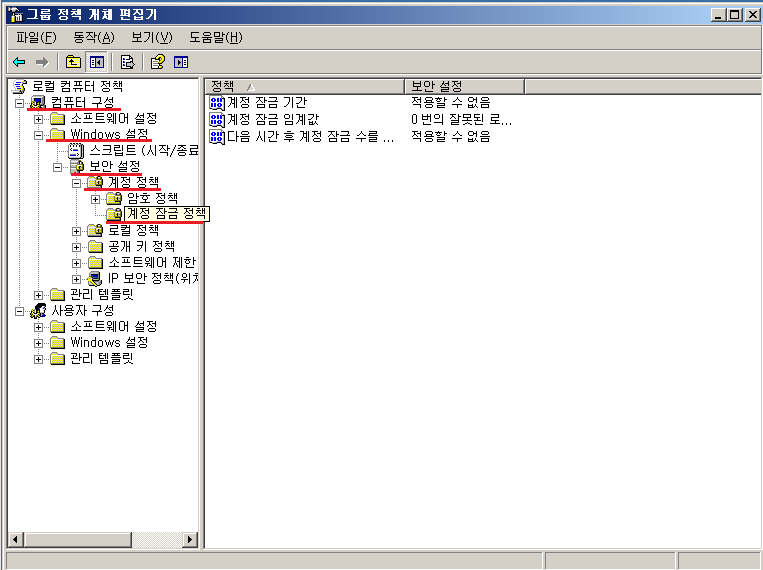 그룹 정책 개체 편집기
파일(F) 동작(A) 보기(V) 도움말(H)
로컬 컴퓨터 정책
컴퓨터 구성
소프트웨어 설정
Windows 설정
스크립트 (시작/종료
보안 설정
계정 정책
암호 정책
계정 잠금 정책
로컬 정책
공개 키 정책
소프트웨어 제한
IP 보안 정책(위치
관리 템플릿
사용자 구성
소프트웨어 설정
Windows 설정
관리 템플릿
정책 보안 설정
계정 잠금 기간 적용할 수 없음
계정 잠금 임계값 0 번의 잘못된 로...
다음 시간 후 계정 잠금 수를 ... 적용할 수 없음